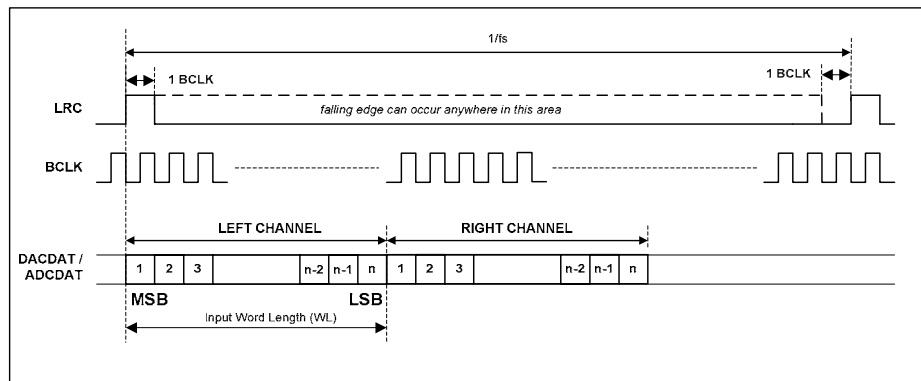 1/fs
1 BCLK
1 BCLK
LRC
falling edge can occur anywhere in this area
BCLK
LEFT CHANNEL
RIGHT CHANNEL
DACDAT /
ADCDAT
1 2 3 n-2 n-1 n 1 2 3 n-2 n-1 n
MSB LSB
Input Word Length (WL)